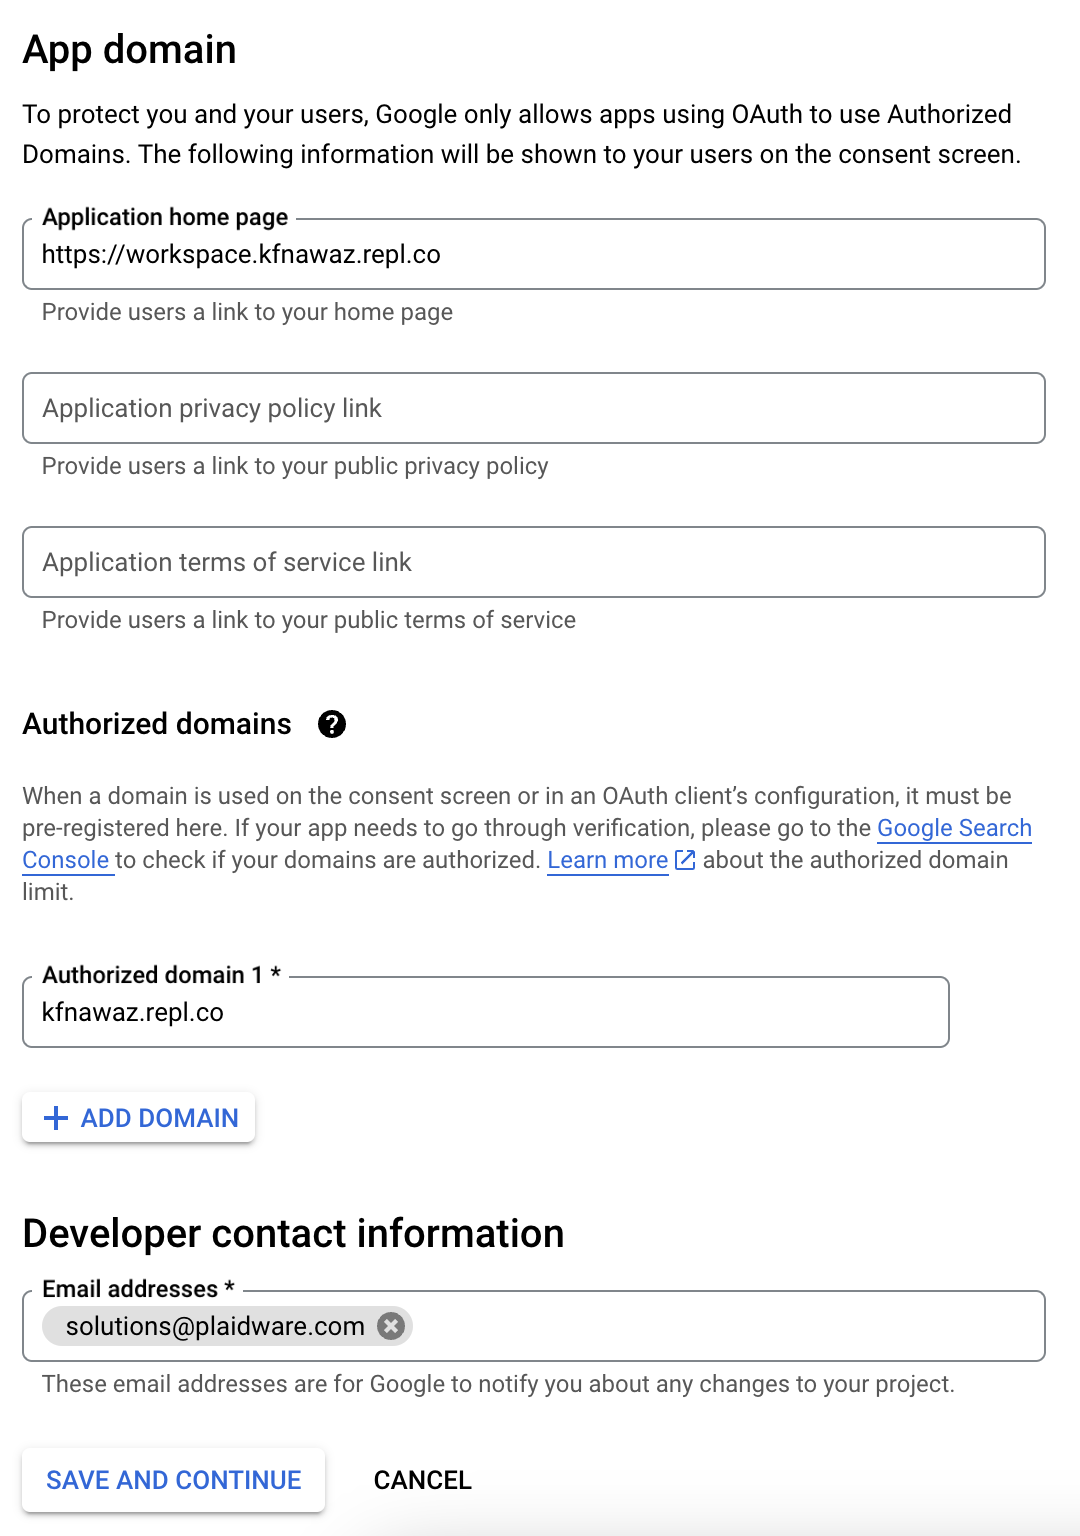 App domain
To protect you and your users, Google only allows apps using OAuth to use Authorized
Domains. The following information will be shown to your users on the consent screen.
Application home page
https://workspace.kfnawaz.repl.co
Provide users a link to your home page
Application privacy policy link
Provide users a link to your public privacy policy
Application terms of service link
Provide users a link to your public terms of service
Authorized domains ?
When a domain is used on the consent screen or in an OAuth client’s configuration, it must be
pre-registered here. If your app needs to go through verification, please go to the Google Search
Console to check if your domains are authorized. Learn more about the authorized domain
limit.
Authorized domain 1 *
kfnawaz.repl.co
+ ADD DOMAIN
Developer contact information
Email addresses *
solutions@plaidware.com
These email addresses are for Google to notify you about any changes to your project.
SAVE AND CONTINUE CANCEL